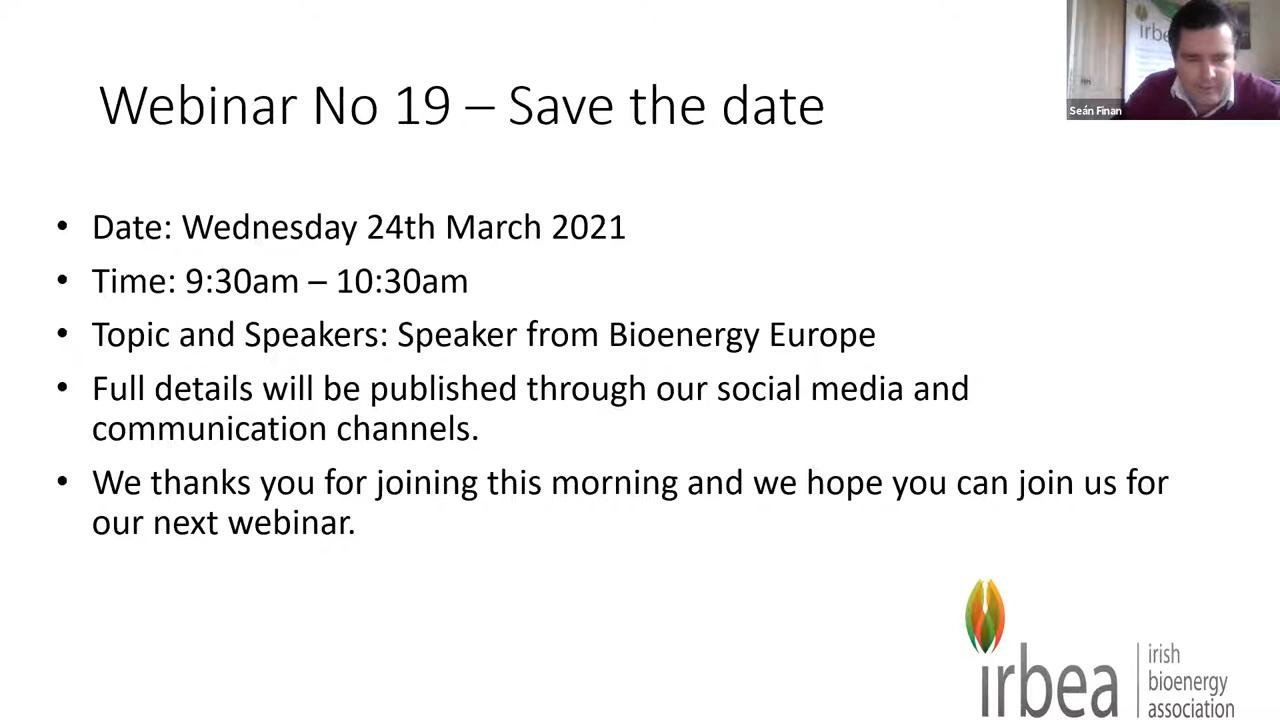 Webinar No 19 – Save the date
irbe
Seán Finan
• Date: Wednesday 24th March 2021
• Time: 9:30am – 10:30am
• Topic and Speakers: Speaker from Bioenergy Europe
• Full details will be published through our social media and
communication channels.
• We thanks you for joining this morning and we hope you can join us for
our next webinar.
irbea
irish
bioenergy
association